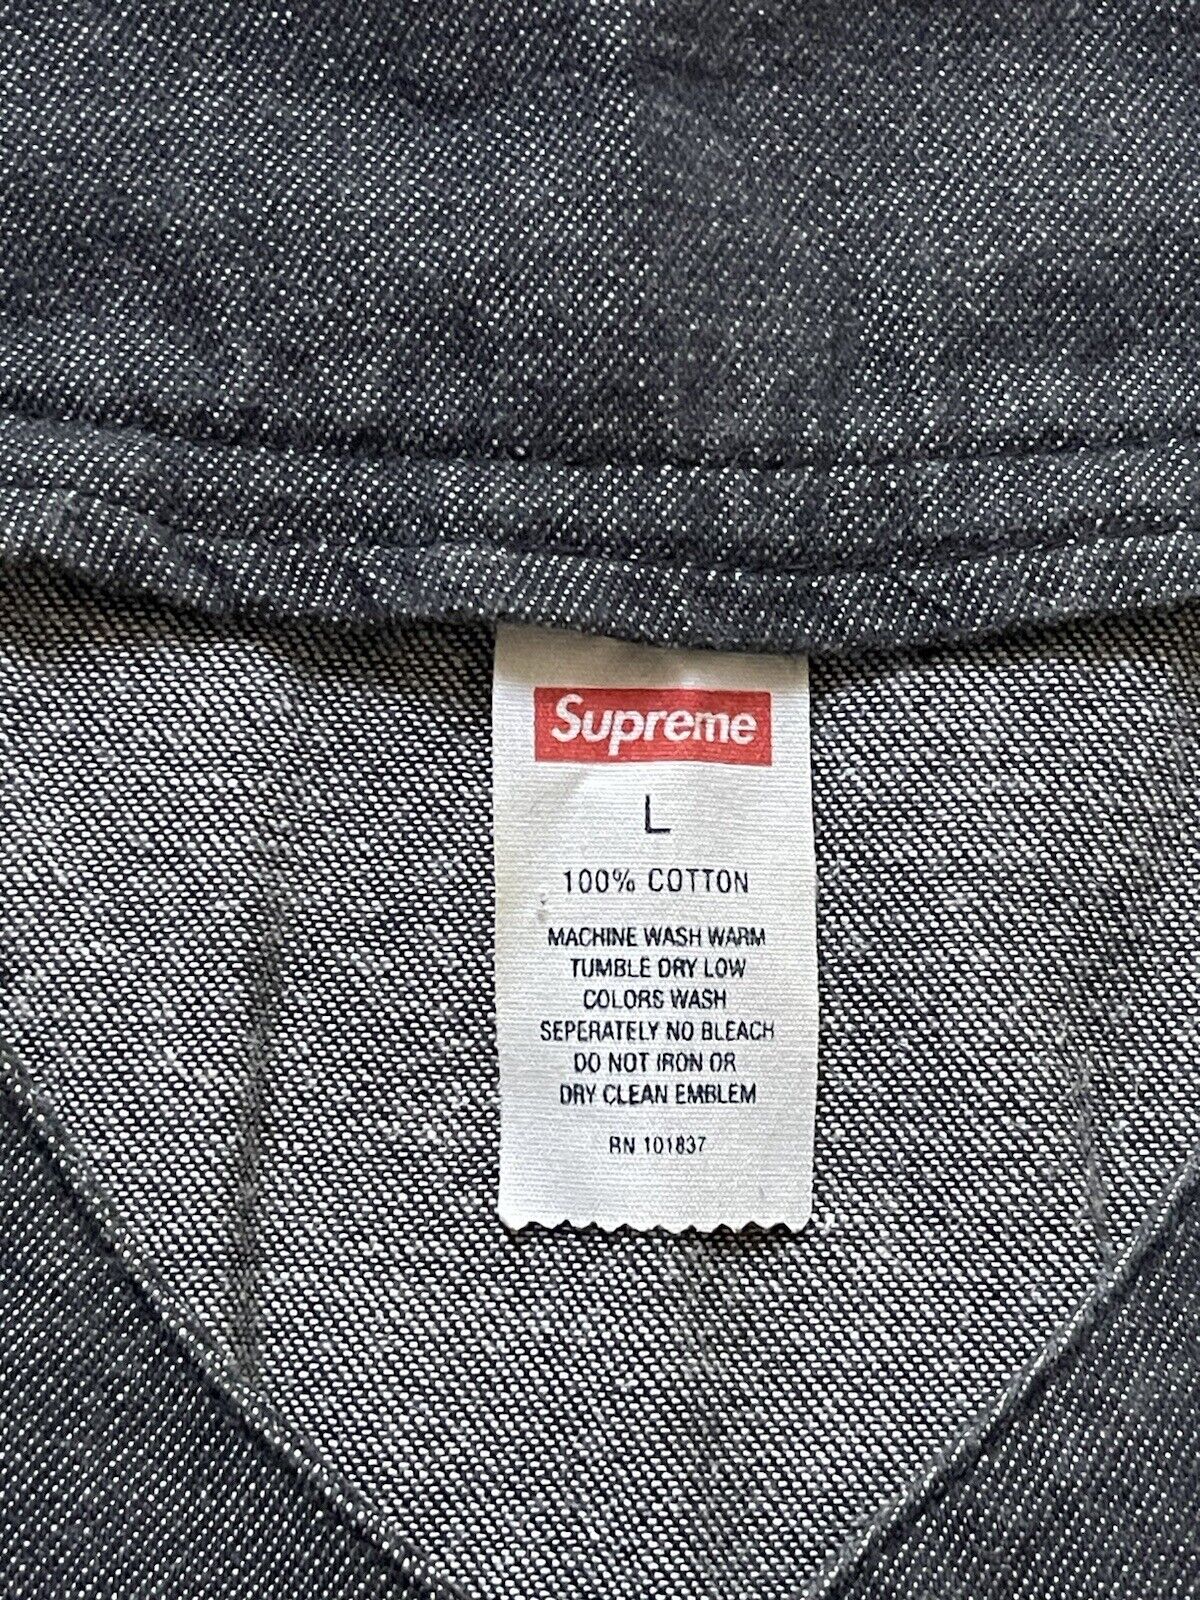 Supreme
L
100% COTTON
MACHINE WASH WARM
TUMBLE DRY LOW
COLORS WASH
SEPERATELY NO BLEACH
DO NOT IRON OR
DRY CLEAN EMBLEM
RN 101837